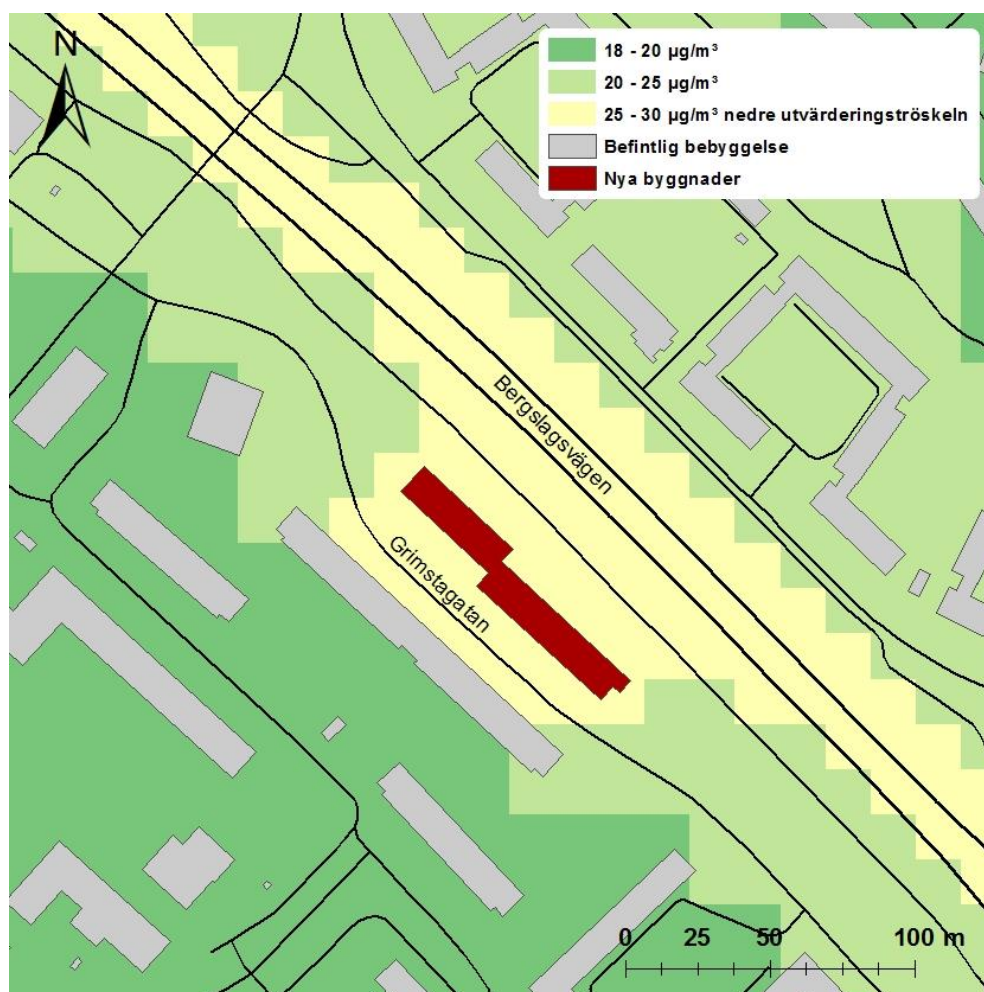 N
18 - 20 µg/m³
20 - 25 µg/m³
25 - 30 µg/m³ nedre utvärderingströskeln
Befintlig bebyggelse
Nya byggnader
Bergslagsvägen
Grimstagatan
0 25 50 100 m